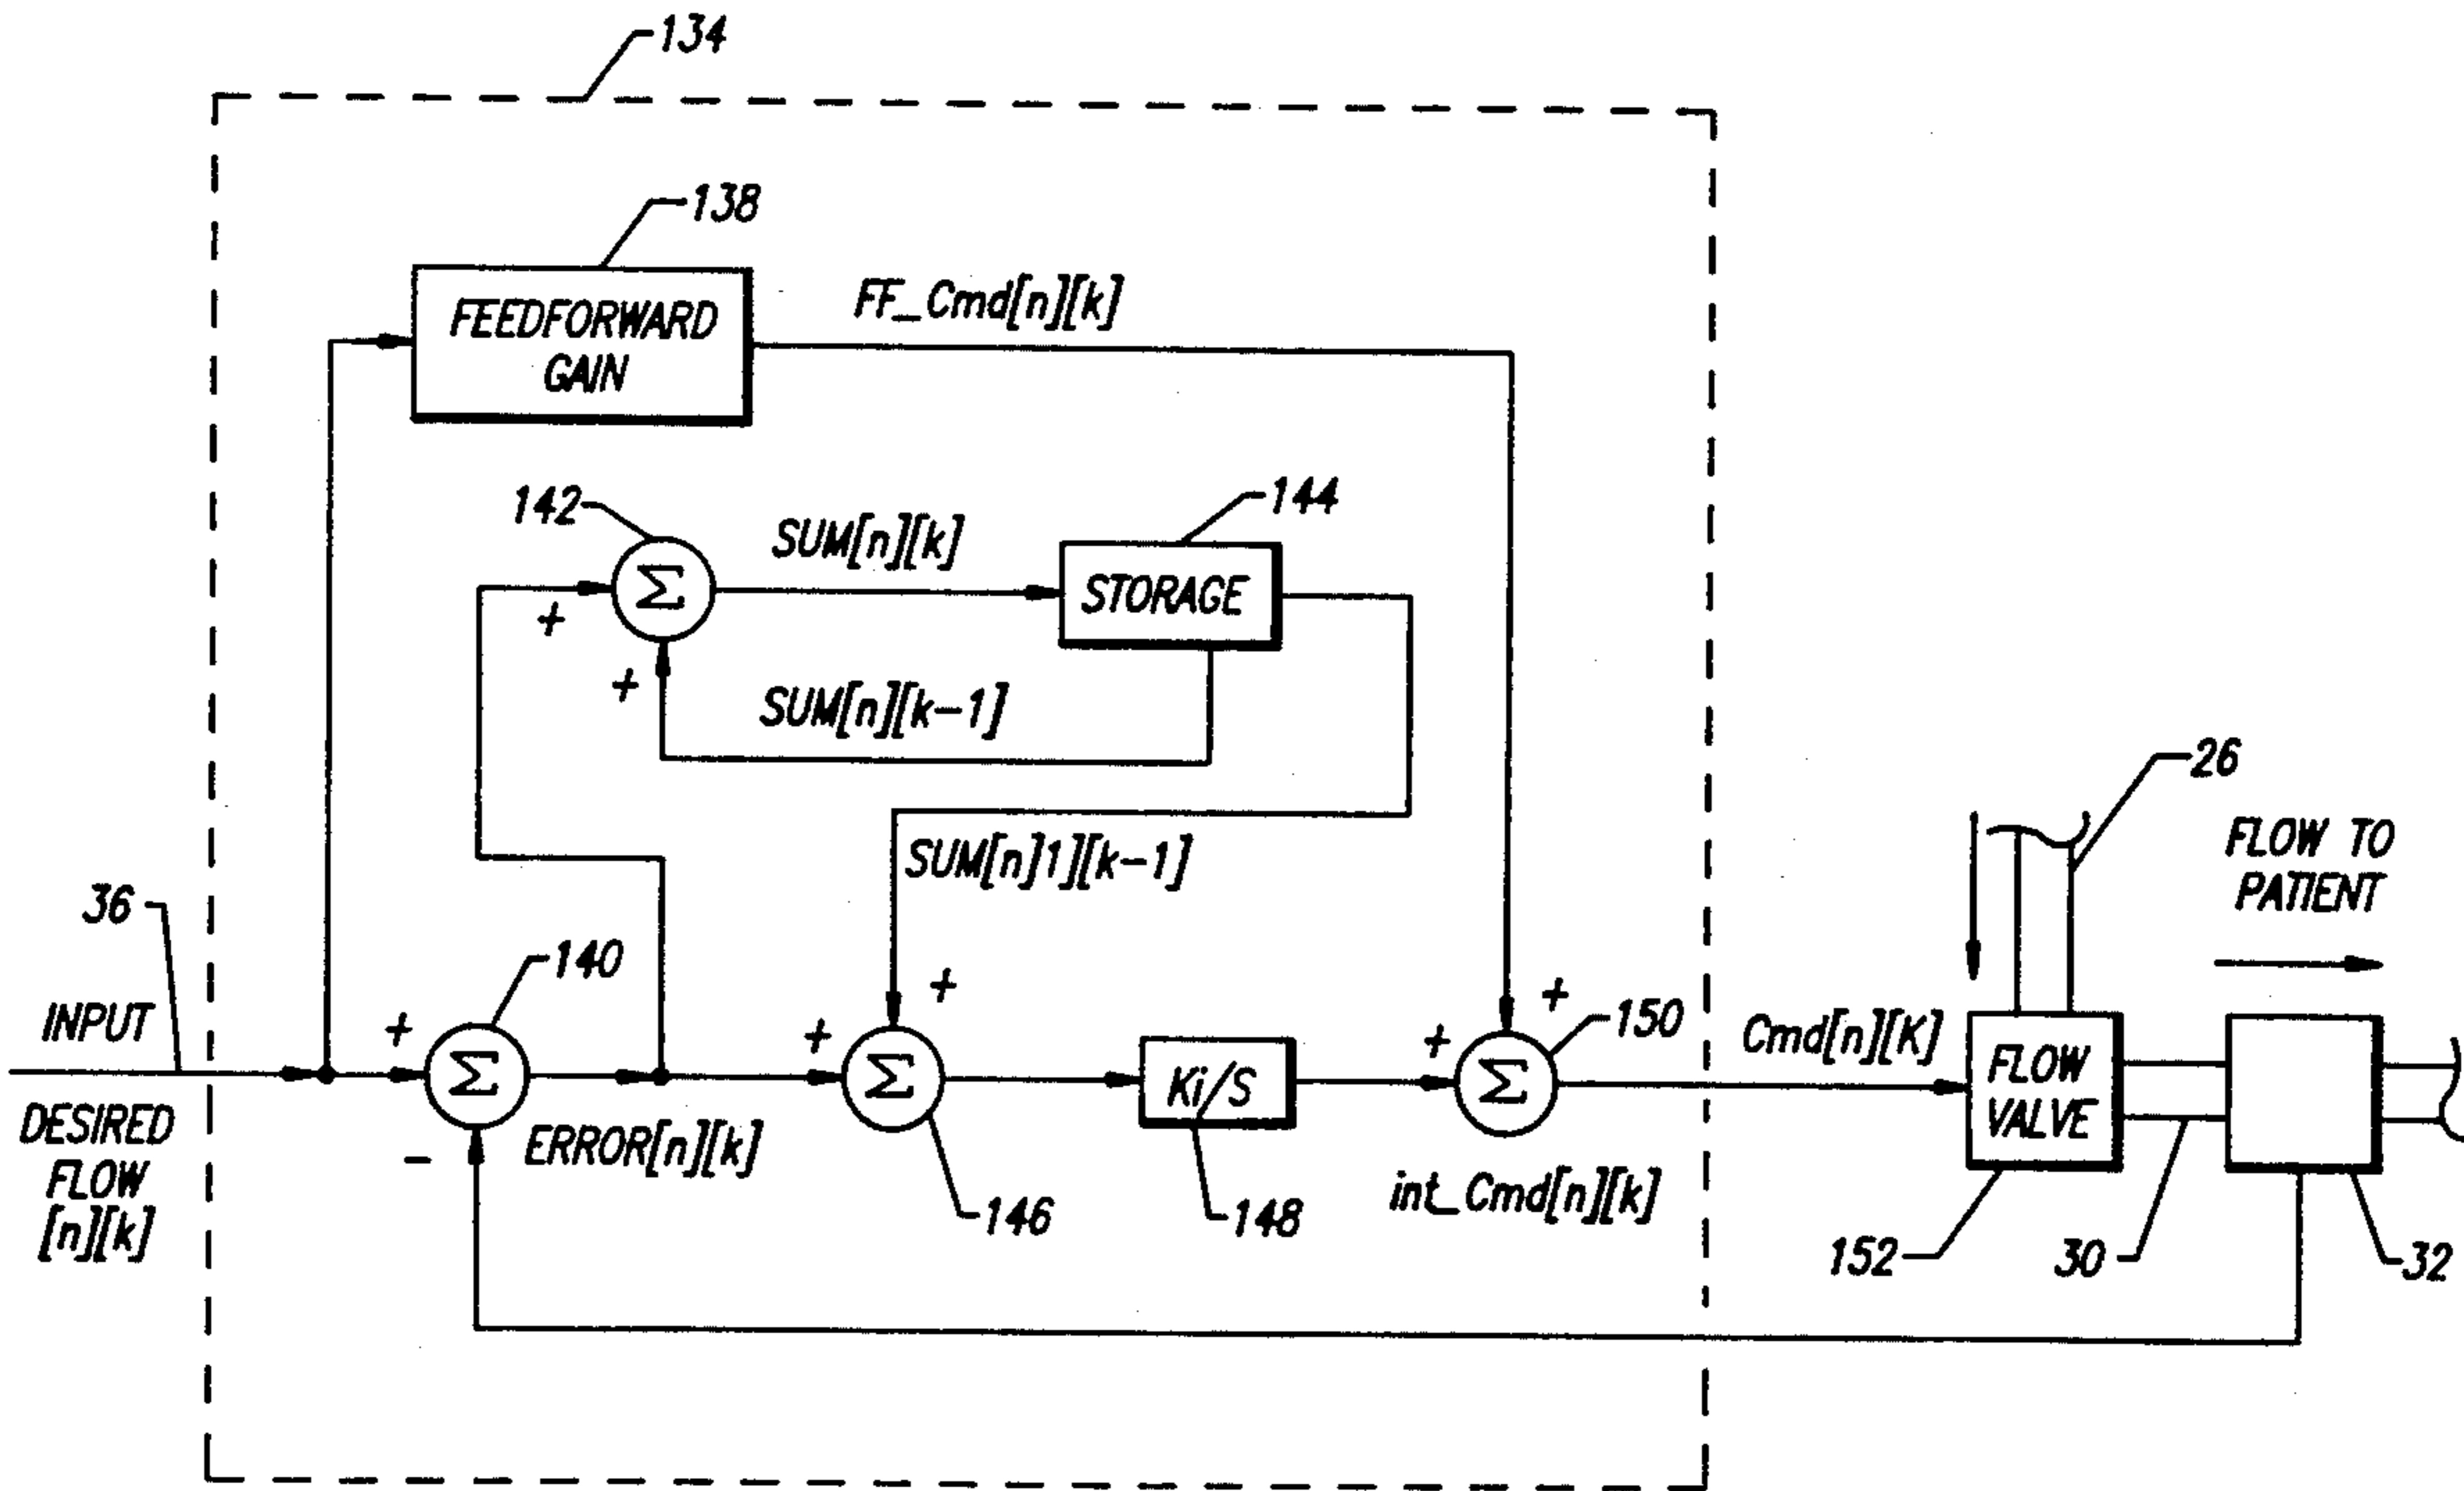 134
138
FEEDFORWARD
GAIN
FF_Cmd[n][k]
142
SUM[n][k]
144
Σ
STORAGE
+
+
SUM[n][k-1]
26
FLOW TO
PATIENT
SUM[n]1][k-1]
36
140
INPUT
+
+
+
+
+
150
Cmd[n][K]
Σ
Σ
Ki/S
Σ
FLOW
VALVE
DESIRED
FLOW
[n][k]
-
ERROR[n][k]
146
148
int_Cmd[n][k]
152
30
32